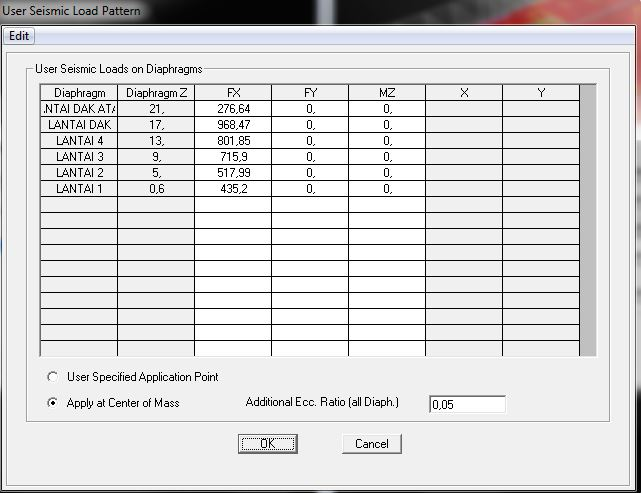 User Seismic Load Pattern
Edit
User Seismic Loads on Diaphragms
Diaphragm Diaphragm Z FX FY MZ X Y
.NTAI DAK ATA 21, 276,64 0, 0,
LANTAI DAK 17, 968,47 0, 0,
LANTAI 4 13, 801,85 0, 0,
LANTAI 3 9, 715,9 0, 0,
LANTAI 2 5, 517,99 0, 0,
LANTAI 1 0,6 435,2 0, 0,
User Specified Application Point
Apply at Center of Mass Additional Ecc. Ratio (all Diaph.) 0,05
OK Cancel